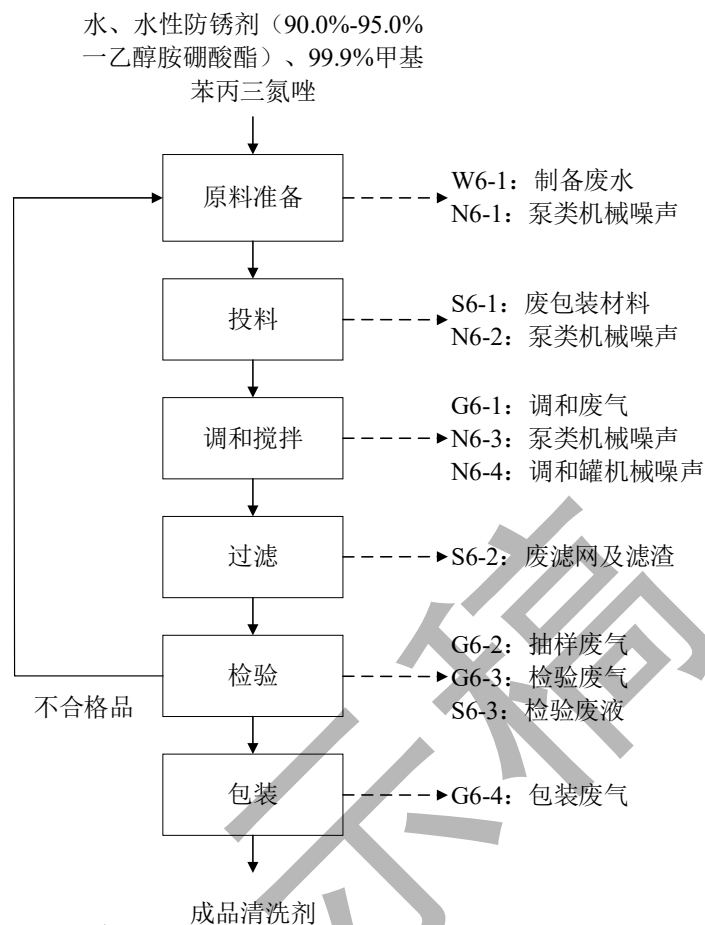 水、水性防锈剂（90.0%-95.0%
一乙醇胺硼酸酯）、99.9%甲基
苯丙三氮唑
原料准备
W6-1：制备废水
N6-1：泵类机械噪声
投料
S6-1：废包装材料
N6-2：泵类机械噪声
调和搅拌
G6-1：调和废气
N6-3：泵类机械噪声
N6-4：调和罐机械噪声
过滤
S6-2：废滤网及滤渣
检验
G6-2：抽样废气
G6-3：检验废气
S6-3：检验废液
不合格品
包装
G6-4：包装废气
成品清洗剂
示稿